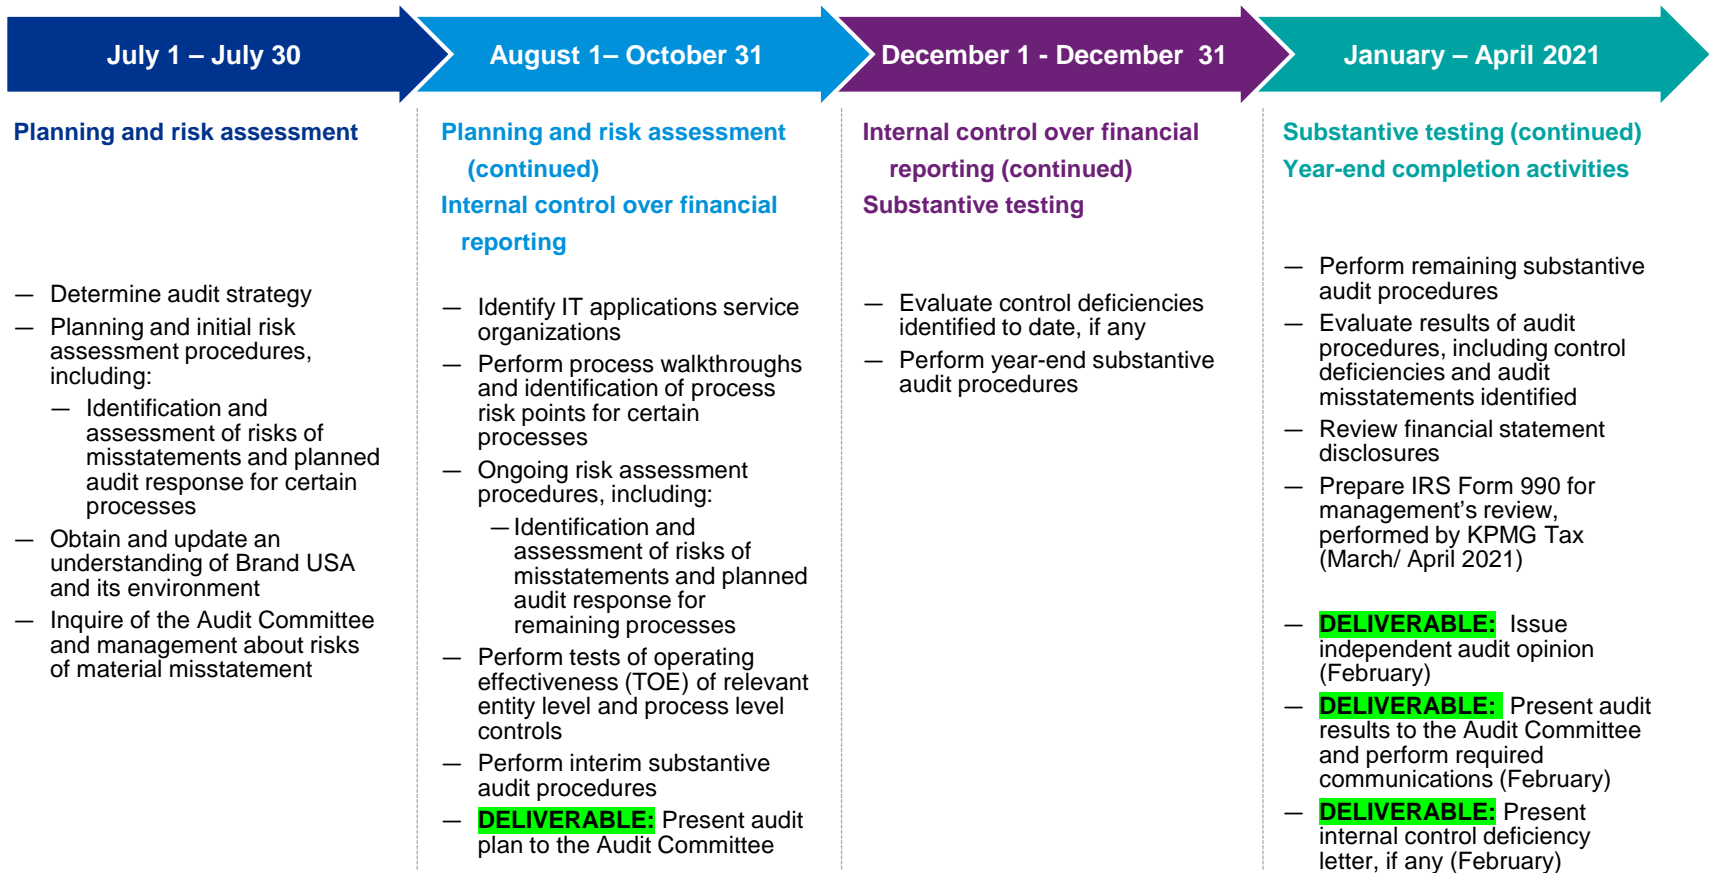 July 1 – July 30
Planning and risk assessment
— Determine audit strategy
— Planning and initial risk
assessment procedures,
including:
— Identification and
assessment of risks of
misstatements and planned
audit response for certain
processes
— Obtain and update an
understanding of Brand USA
and its environment
— Inquire of the Audit Committee
and management about risks
of material misstatement
August 1– October 31
Planning and risk assessment
(continued)
Internal control over financial
reporting
— Identify IT applications service
organizations
— Perform process walkthroughs
and identification of process
risk points for certain
processes
— Ongoing risk assessment
procedures, including:
— Identification and
assessment of risks of
misstatements and planned
audit response for
remaining processes
— Perform tests of operating
effectiveness (TOE) of relevant
entity level and process level
controls
— Perform interim substantive
audit procedures
— DELIVERABLE: Present audit
plan to the Audit Committee
December 1 - December 31
Internal control over financial
reporting (continued)
Substantive testing
— Evaluate control deficiencies
identified to date, if any
— Perform year-end substantive
audit procedures
January – April 2021
Substantive testing (continued)
Year-end completion activities
— Perform remaining substantive
audit procedures
— Evaluate results of audit
procedures, including control
deficiencies and audit
misstatements identified
— Review financial statement
disclosures
— Prepare IRS Form 990 for
management’s review,
performed by KPMG Tax
(March/ April 2021)
— DELIVERABLE: Issue
independent audit opinion
(February)
— DELIVERABLE: Present audit
results to the Audit Committee
and perform required
communications (February)
— DELIVERABLE: Present
internal control deficiency
letter, if any (February)